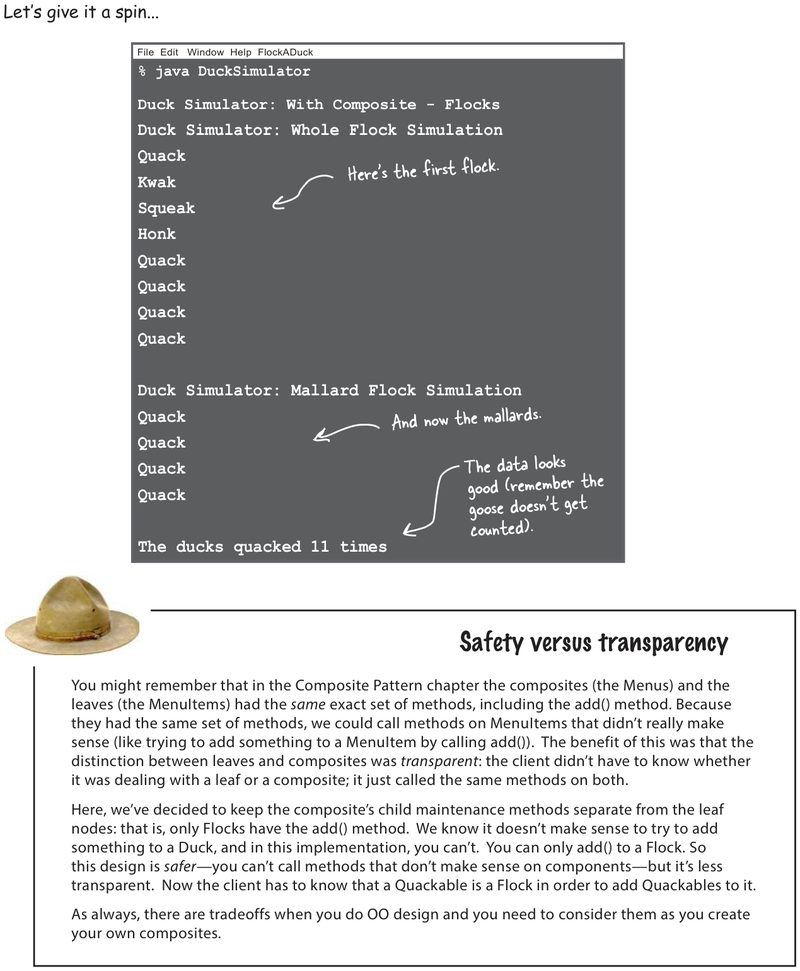 Let's give it a spin...
File Edit Window Help FlockADuck
% java DuckSimulator
Duck Simulator: With Composite - Flocks
Duck Simulator: Whole Flock Simulation
Quack
Here's the first flock.
Kwak
Squeak
Honk
Quack
Quack
Quack
Quack
Duck Simulator: Mallard Flock Simulation
Quack
And now the mallards.
Quack
Quack
Quack
The data looks
good (remember the
goose doesn't get
counted).
The ducks quacked 11 times
Safety versus transparency
You might remember that in the Composite Pattern chapter the composites (the Menus) and the
leaves (the MenuItems) had the same exact set of methods, including the add() method. Because
they had the same set of methods, we could call methods on MenuItems that didn't really make
sense (like trying to add something to a MenuItem by calling add()). The benefit of this was that the
distinction between leaves and composites was transparent: the client didn't have to know whether
it was dealing with a leaf or a composite; it just called the same methods on both.
Here, we've decided to keep the composite's child maintenance methods separate from the leaf
nodes: that is, only Flocks have the add() method. We know it doesn't make sense to try to add
something to a Duck, and in this implementation, you can't. You can only add() to a Flock. So
this design is safer—you can't call methods that don't make sense on components—but it's less
transparent. Now the client has to know that a Quackable is a Flock in order to add Quackables to it.
As always, there are tradeoffs when you do OO design and you need to consider them as you create
your own composites.